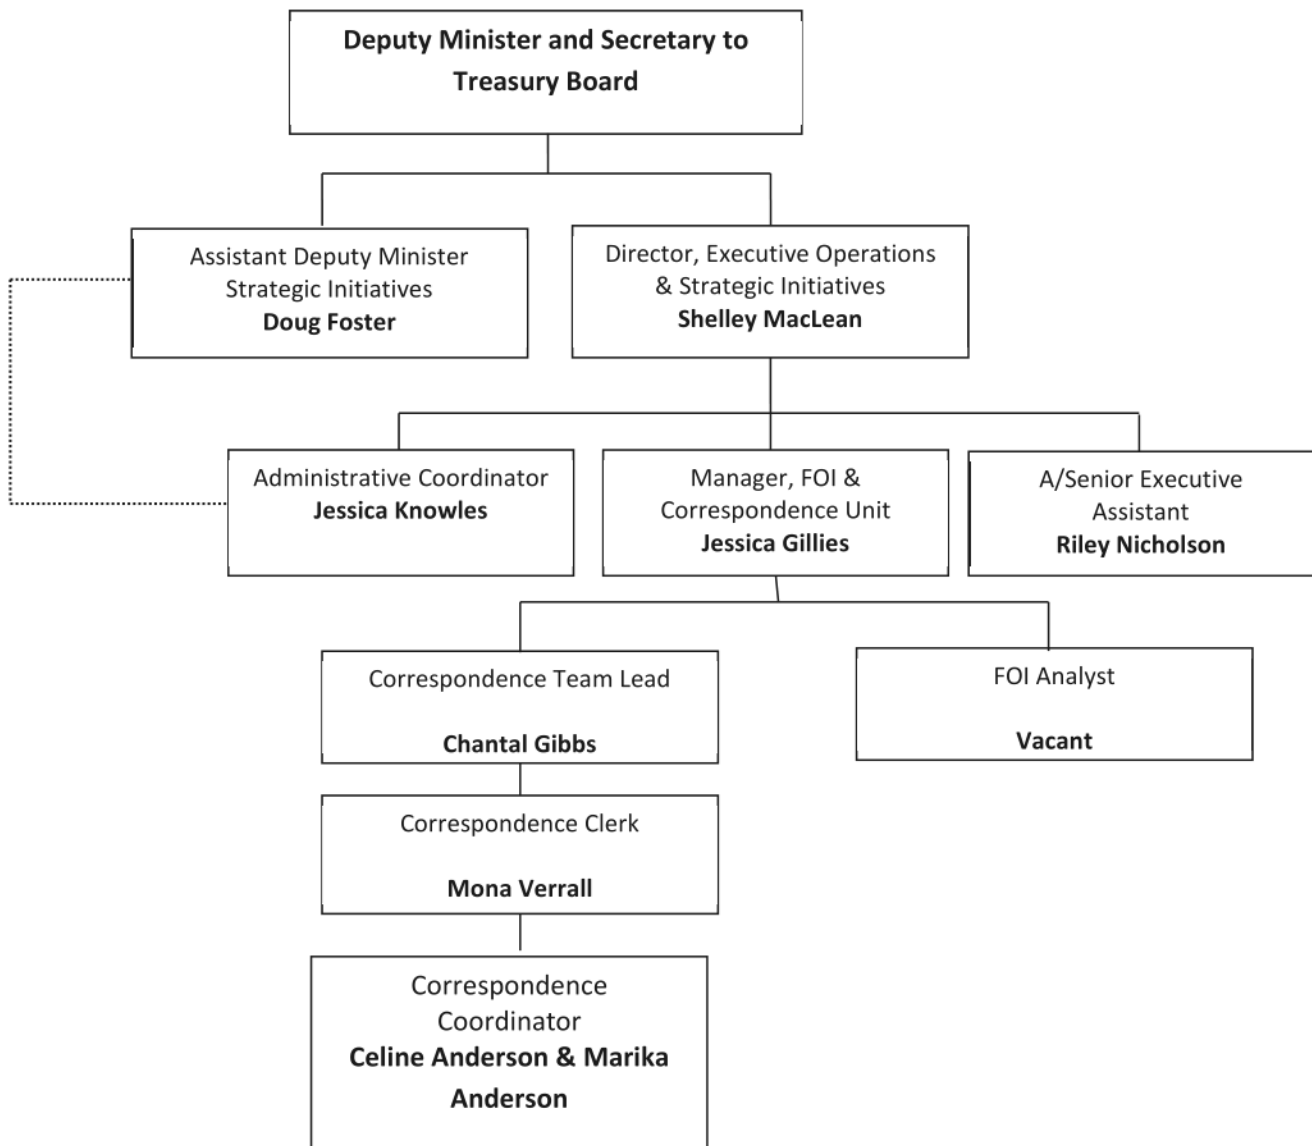 Deputy Minister and Secretary to
Treasury Board
Assistant Deputy Minister
Strategic Initiatives
Doug Foster
Director, Executive Operations
& Strategic Initiatives
Shelley MacLean
Administrative Coordinator
Jessica Knowles
Manager, FOI &
Correspondence Unit
Jessica Gillies
A/Senior Executive
Assistant
Riley Nicholson
Correspondence Team Lead
Chantal Gibbs
FOI Analyst
Vacant
Correspondence Clerk
Mona Verrall
Correspondence
Coordinator
Celine Anderson & Marika
Anderson